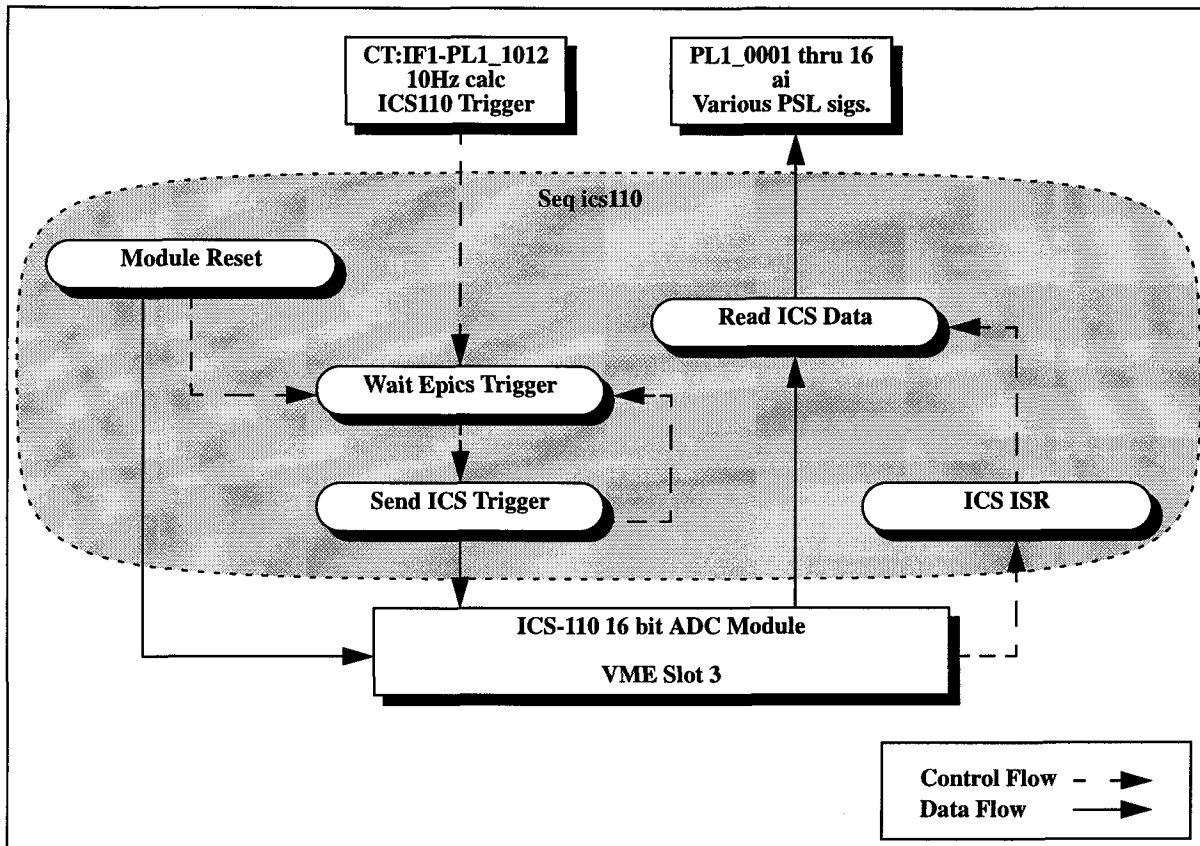 CT:IF1-PL1_1012
10Hz calc
ICS110 Trigger
PL1_0001 thru 16
ai
Various PSL sigs.
Seq ics110
Module Reset
Read ICS Data
Wait Epics Trigger
Send ICS Trigger
ICS ISR
ICS-110 16 bit ADC Module
VME Slot 3
Control Flow
Data Flow